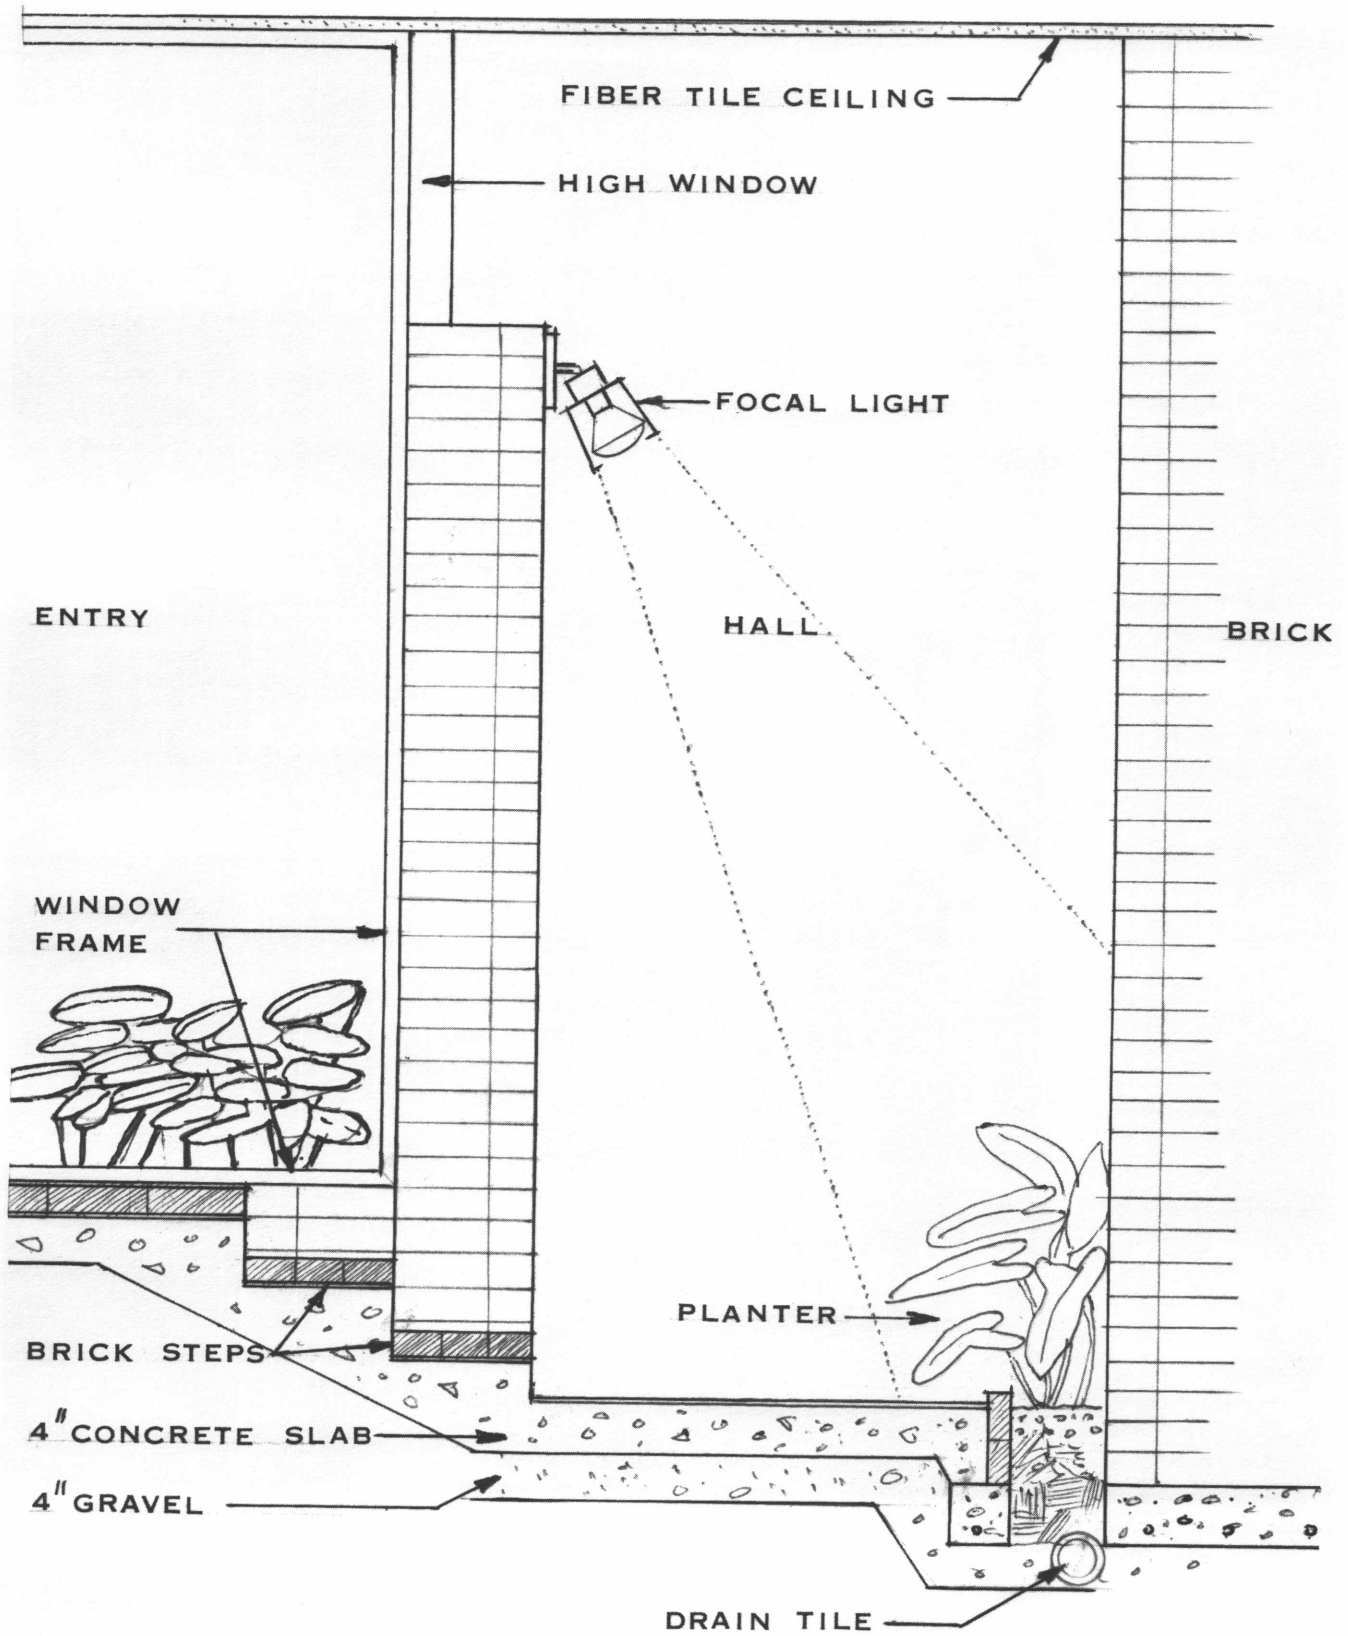 FIBER TILE CEILING
HIGH WINDOW
FOCAL LIGHT
ENTRY
HALL
BRICK
WINDOW
FRAME
PLANTER
BRICK STEPS
4" CONCRETE SLAB
4" GRAVEL
DRAIN TILE